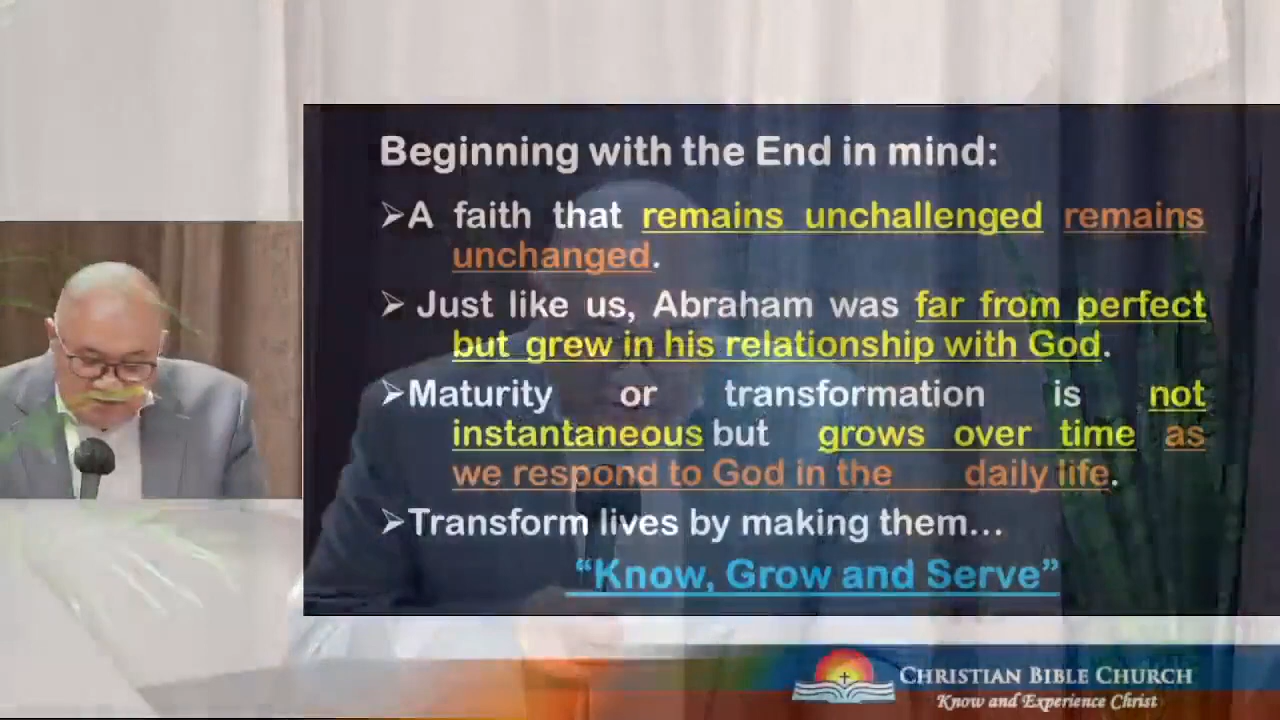 Beginning with the End in mind:
➢A faith that remains unchallenged remains
unchanged.
➢ Just like us, Abraham was far from perfect
but grew in his relationship with God.
➢Maturity or transformation is not
instantaneous but grows over time as
we respond to God in the daily life.
➢Transform lives by making them...
“Know, Grow and Serve”
CHRISTIAN BIBLE CHURCH
Know and Experience Christ